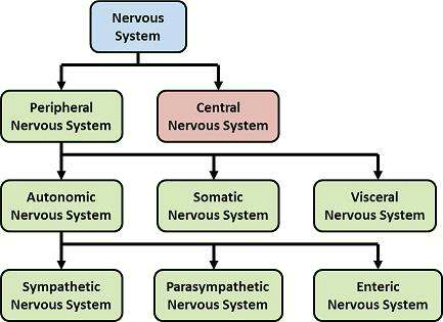 Nervous
System
Peripheral
Nervous System
Central
Nervous System
Autonomic
Nervous System
Somatic
Nervous System
Visceral
Nervous System
Sympathetic
Nervous System
Parasympathetic
Nervous System
Enteric
Nervous System